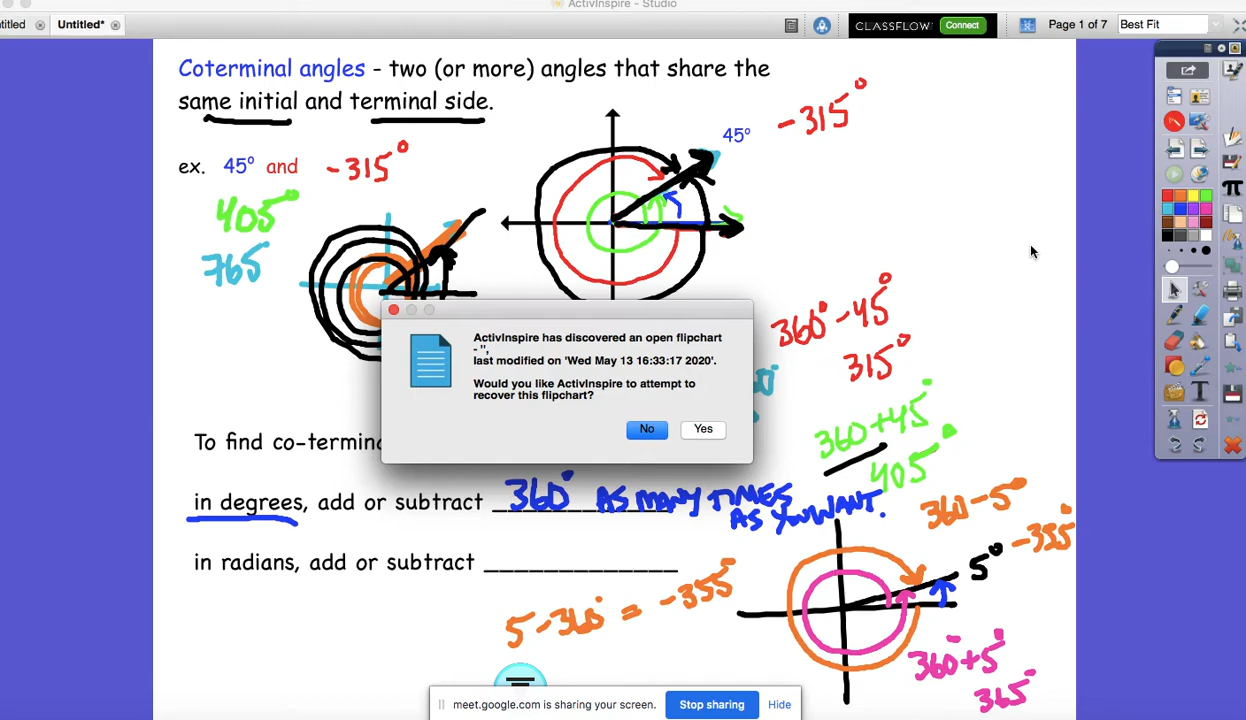 ActivInspire - Studio
ntitled
Untitled*
CLASSFLOW
Connect
Page 1 of 7
Best Fit
Coterminal angles - two (or more) angles that share the
same initial and terminal side.
ex. 45° and -315°
405°
765
45°
-315°
360° - 45°
315°
ActivInspire has discovered an open flipchart
- '',
last modified on 'Wed May 13 16:33:17 2020'.
Would you like ActivInspire to attempt to
recover this flipchart?
No
Yes
360 + 45°
405°
To find co-termina
in degrees, add or subtract 360° AS MANY TIMES
AS YOU WANT.
in radians, add or subtract ______________
360 - 5°
5°
-355°
5 - 360° = -355°
360° + 5°
365°
meet.google.com is sharing your screen.
Stop sharing
Hide